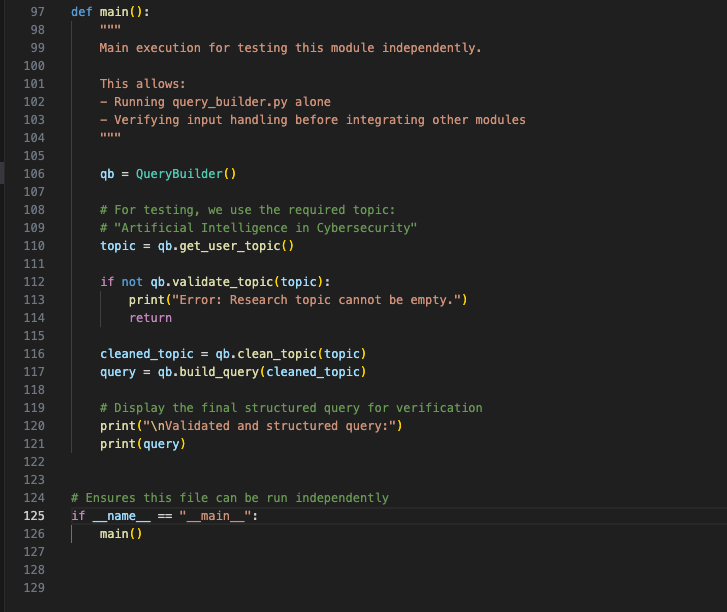 97 def main():
98 """
99 Main execution for testing this module independently.
100
101 This allows:
102 - Running query_builder.py alone
103 - Verifying input handling before integrating other modules
104 """
105
106 qb = QueryBuilder()
107
108 # For testing, we use the required topic:
109 # "Artificial Intelligence in Cybersecurity"
110 topic = qb.get_user_topic()
111
112 if not qb.validate_topic(topic):
113 print("Error: Research topic cannot be empty.")
114 return
115
116 cleaned_topic = qb.clean_topic(topic)
117 query = qb.build_query(cleaned_topic)
118
119 # Display the final structured query for verification
120 print("\nValidated and structured query:")
121 print(query)
122
123
124 # Ensures this file can be run independently
125 if __name__ == "__main__":
126 main()
127
128
129